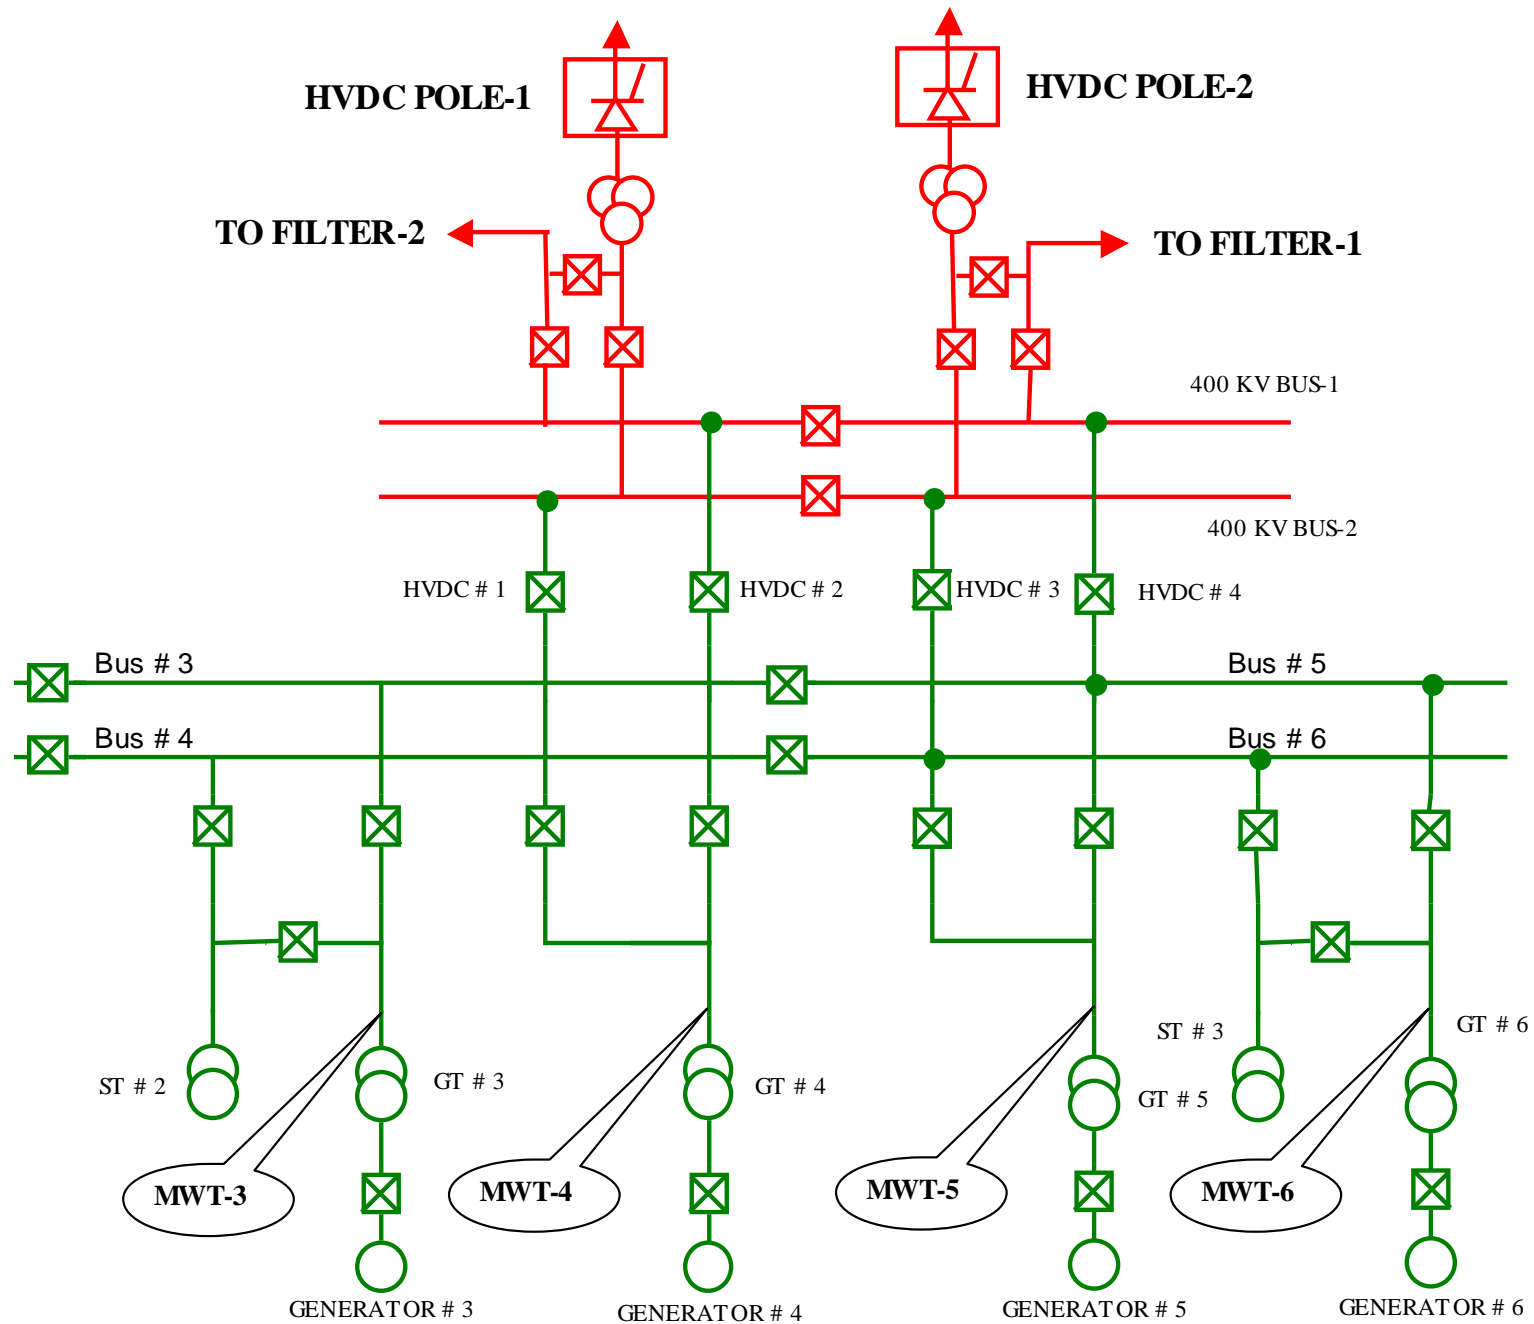 HVDC POLE-1
HVDC POLE-2
TO FILTER-2
TO FILTER-1
400 KV BUS-1
400 KV BUS-2
HVDC # 1
HVDC # 2
HVDC # 3
HVDC # 4
Bus # 3
Bus # 5
Bus # 4
Bus # 6
ST # 2
GT # 3
GT # 4
GT # 5
ST # 3
GT # 6
MWT-3
MWT-4
MWT-5
MWT-6
GENERATOR # 3
GENERATOR # 4
GENERATOR # 5
GENERATOR # 6